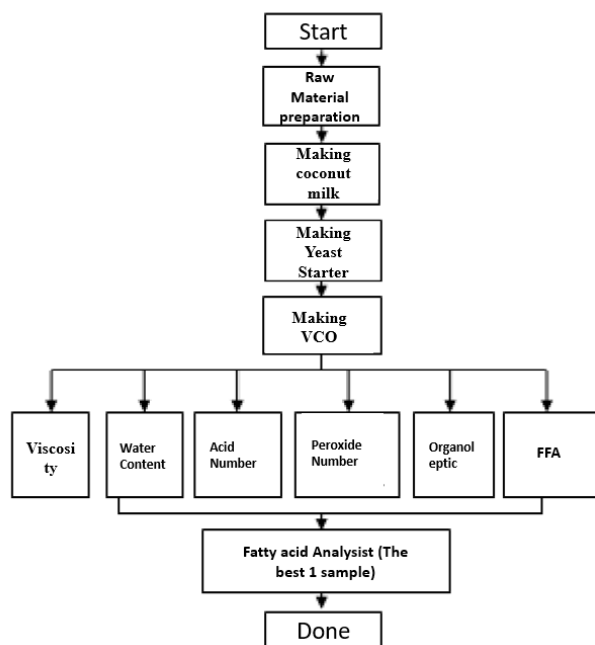 Start
Raw
Material
preparation
Making
coconut
milk
Making
Yeast
Starter
Making
VCO
Viscosi
ty
Water
Content
Acid
Number
Peroxide
Number
Organol
eptic
FFA
Fatty acid Analysist (The
best 1 sample)
Done